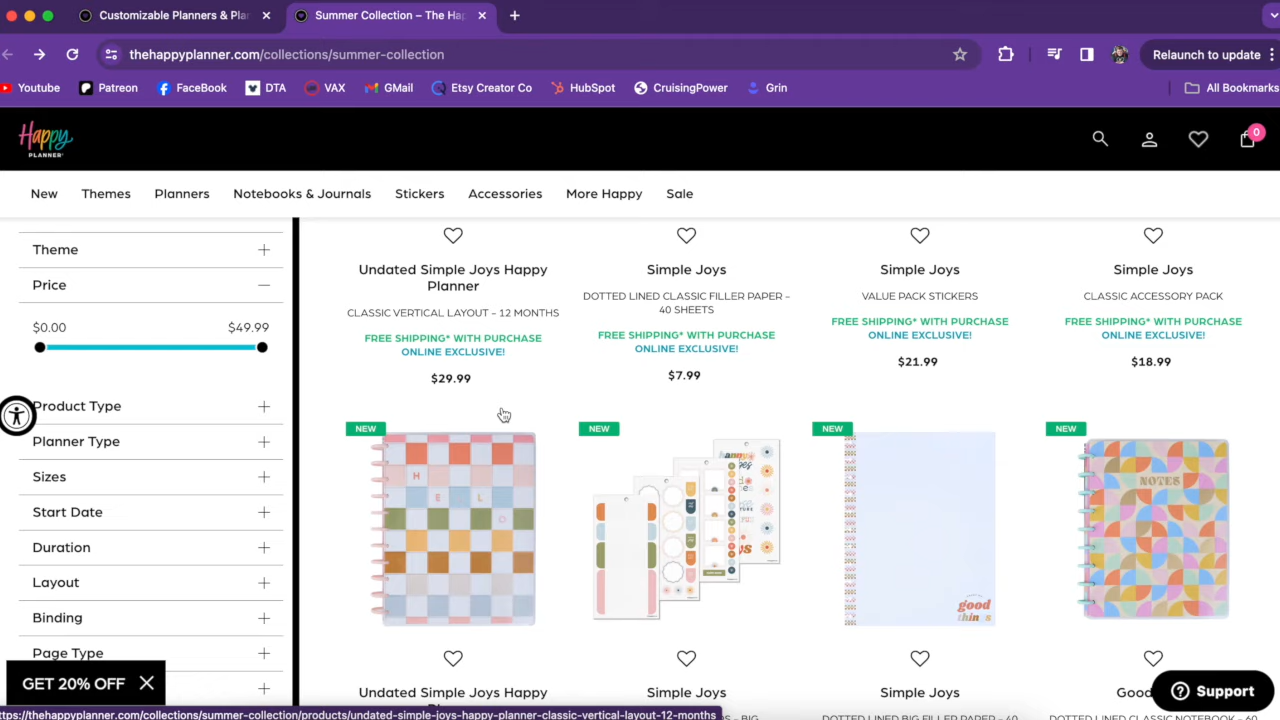 Customizable Planners & Plan
Summer Collection – The Hap
thehappyplanner.com/collections/summer-collection
Relaunch to update
Youtube
Patreon
FaceBook
DTA
VAX
GMail
Etsy Creator Co
HubSpot
CruisingPower
Grin
All Bookmarks
Happy
PLANNER
0
New
Themes
Planners
Notebooks & Journals
Stickers
Accessories
More Happy
Sale
Theme
Price
$0.00
$49.99
Product Type
Planner Type
Sizes
Start Date
Duration
Layout
Binding
Page Type
GET 20% OFF
Undated Simple Joys Happy
Planner
CLASSIC VERTICAL LAYOUT – 12 MONTHS
FREE SHIPPING* WITH PURCHASE
ONLINE EXCLUSIVE!
$29.99
Simple Joys
DOTTED LINED CLASSIC FILLER PAPER –
40 SHEETS
FREE SHIPPING* WITH PURCHASE
ONLINE EXCLUSIVE!
$7.99
Simple Joys
VALUE PACK STICKERS
FREE SHIPPING* WITH PURCHASE
ONLINE EXCLUSIVE!
$21.99
Simple Joys
CLASSIC ACCESSORY PACK
FREE SHIPPING* WITH PURCHASE
ONLINE EXCLUSIVE!
$18.99
NEW
HELLO
NEW
NEW
good
things
NEW
NOTES
Undated Simple Joys Happy
Simple Joys
Simple Joys
Good
Support
ttps://thehappyplanner.com/collections/summer-collection/products/undated-simple-joys-happy-planner-classic-vertical-layout-12-months